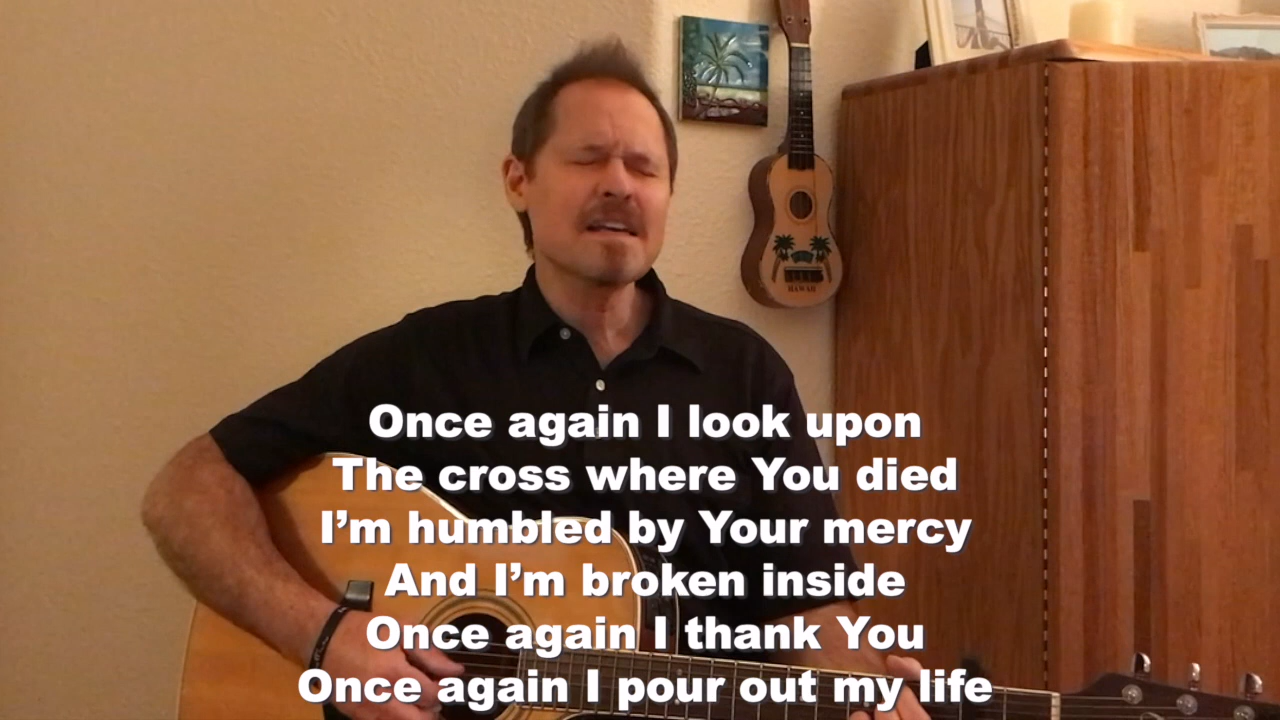 HAWAII
Once again I look upon
The cross where You died
I’m humbled by Your mercy
And I’m broken inside
Once again I thank You
Once again I pour out my life